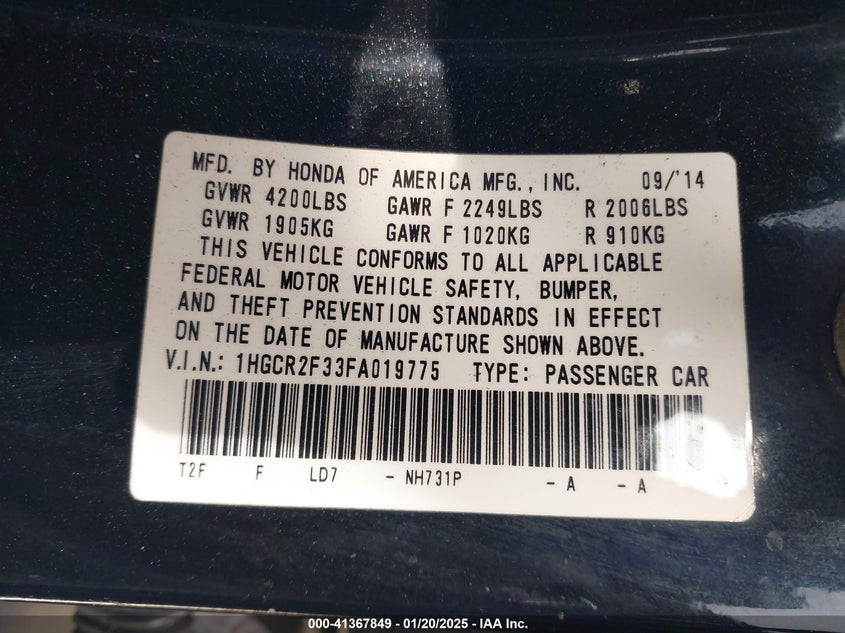 MFD. BY HONDA OF AMERICA MFG., INC. 09/'14
GVWR 4200LBS GAWR F 2249LBS R 2006LBS
GVWR 1905KG GAWR F 1020KG R 910KG
THIS VEHICLE CONFORMS TO ALL APPLICABLE
FEDERAL MOTOR VEHICLE SAFETY, BUMPER,
AND THEFT PREVENTION STANDARDS IN EFFECT
ON THE DATE OF MANUFACTURE SHOWN ABOVE.
V.I.N.: 1HGCR2F33FA019775 TYPE: PASSENGER CAR
T2F F LD7 - NH731P - A - A
000-41367849 - 01/20/2025 - IAA Inc.